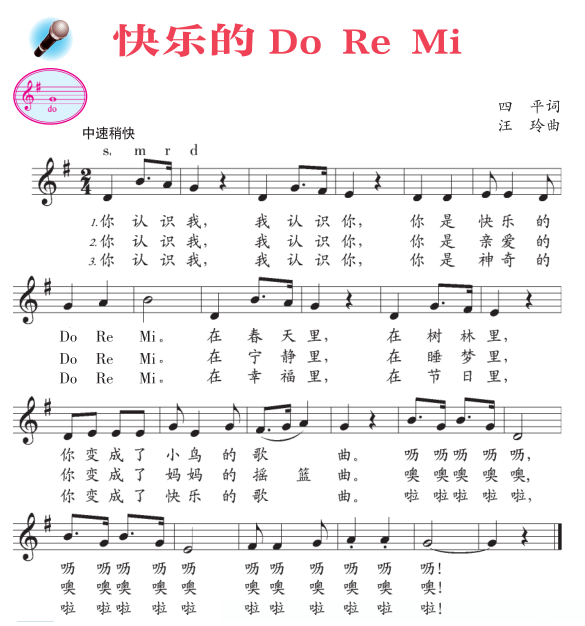 快乐的 Do Re Mi
do
四 平词
汪 玲曲
中速稍快
s, m r d
2
4
1.你 认 识 我, 我 认 识 你, 你 是 快 乐 的
2.你 认 识 我, 我 认 识 你, 你 是 亲 爱 的
3.你 认 识 我, 我 认 识 你, 你 是 神 奇 的
Do Re Mi。 在 春 天 里, 在 树 林 里,
Do Re Mi。 在 宁 静 里, 在 睡 梦 里,
Do Re Mi。 在 幸 福 里, 在 节 日 里,
你 变 成 了 小 鸟 的 歌 曲。 呖 呖 呖 呖 呖,
你 变 成 了 妈 妈 的 摇 篮 曲。 噢 噢 噢 噢 噢,
你 变 成 了 快 乐 的 歌 曲。 啦 啦 啦 啦 啦,
呖 呖 呖 呖 呖 呖 呖 呖 呖 呖 呖!
噢 噢 噢 噢 噢 噢 噢 噢 噢 噢 噢!
啦 啦 啦 啦 啦 啦 啦 啦 啦 啦 啦!